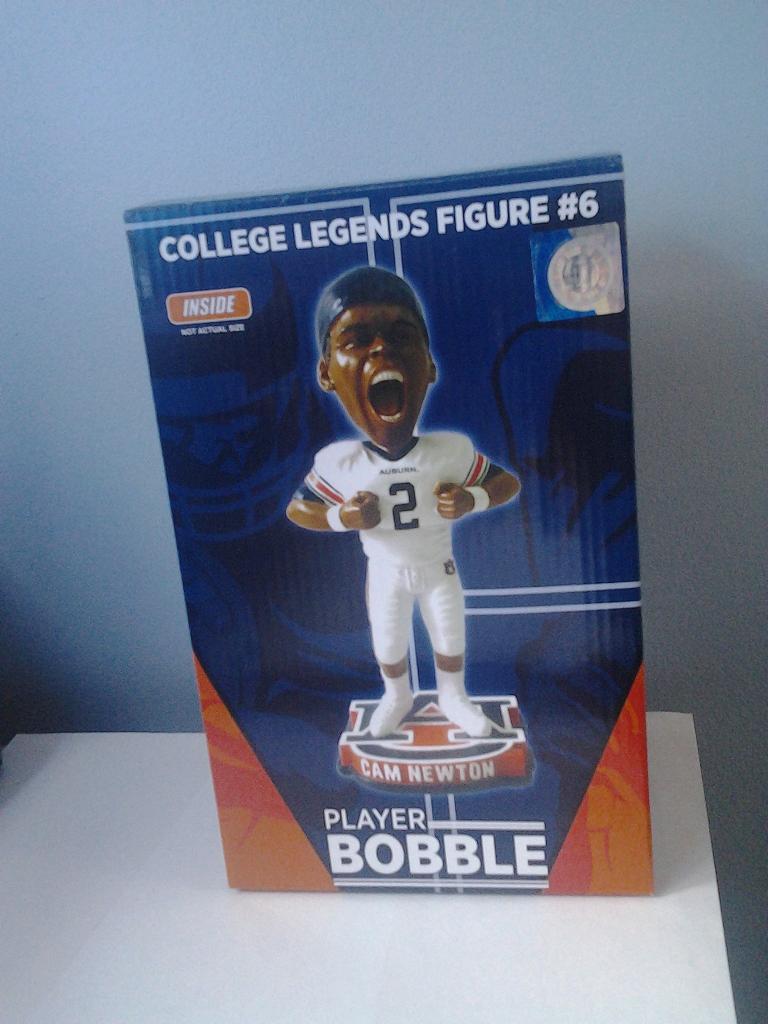 COLLEGE LEGENDS FIGURE #6
INSIDE
NOT ACTUAL SIZE
AUBURN
2
CAM NEWTON
PLAYER
BOBBLE